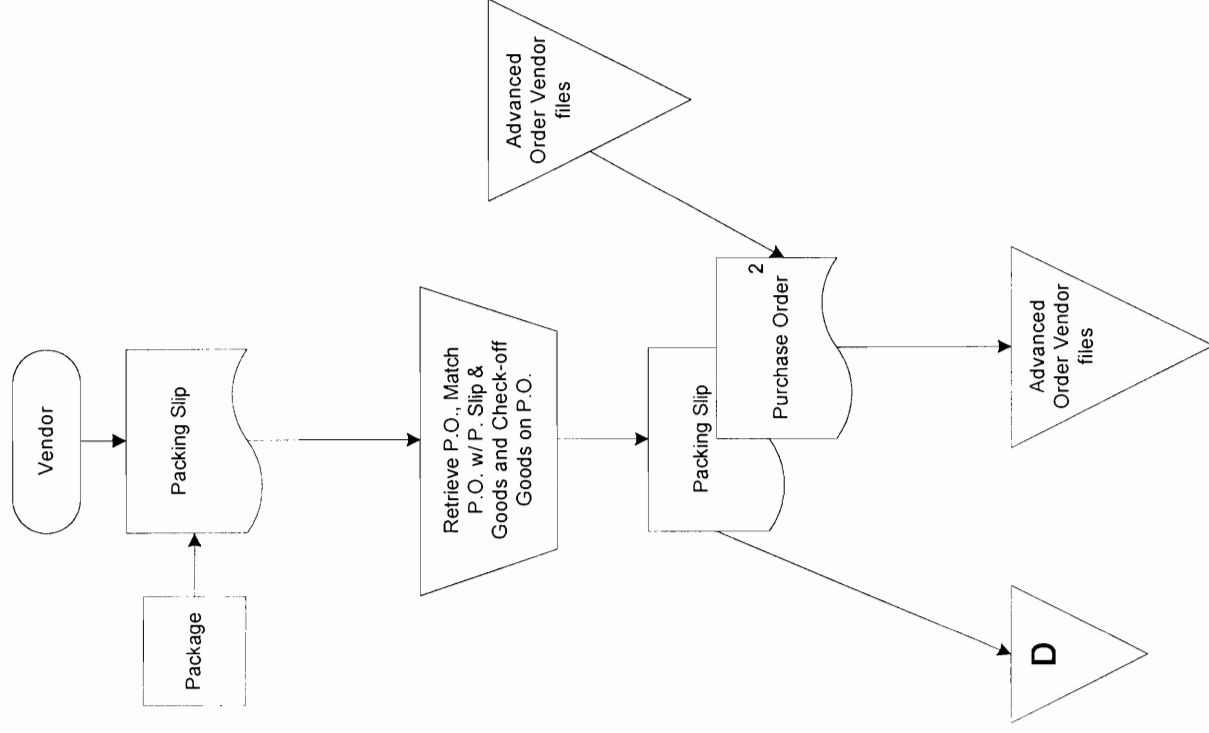 Vendor
Package
Packing Slip
Retrieve P.O., Match
P.O. w/ P. Slip &
Goods and Check-off
Goods on P.O.
Advanced
Order Vendor
files
Packing Slip
2
Purchase Order
D
Advanced
Order Vendor
files